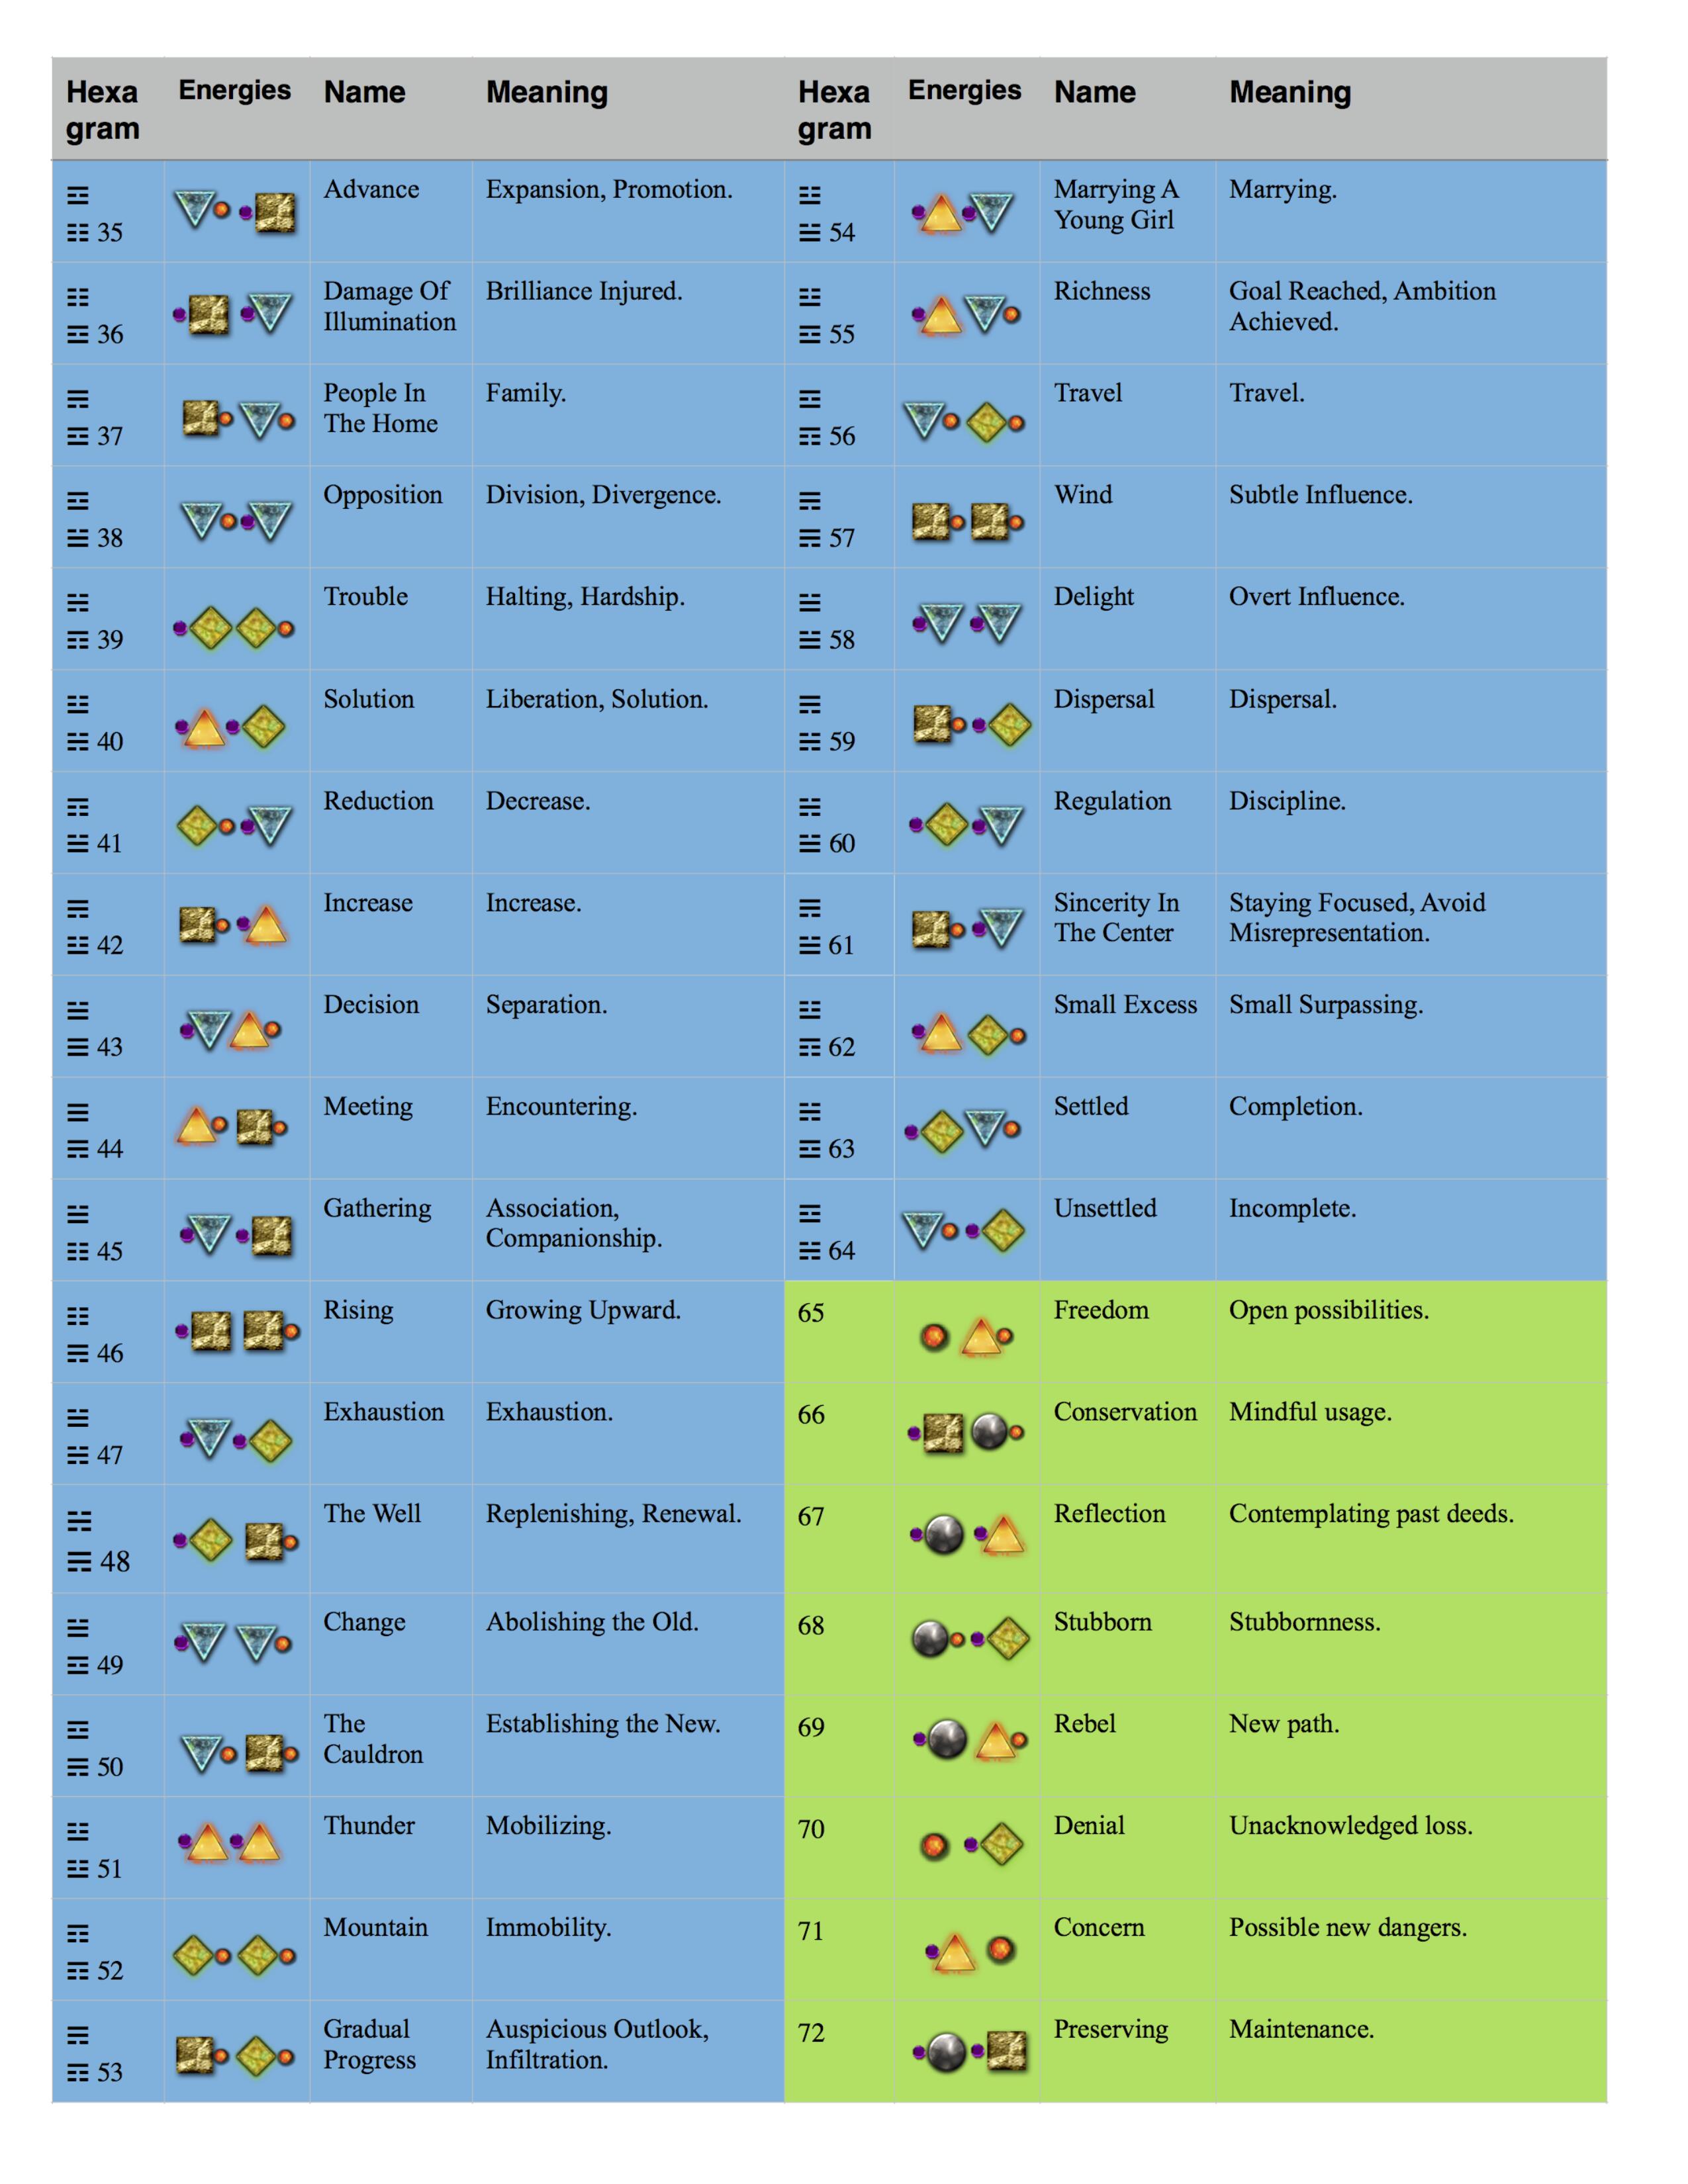 Hexa
gram
Energies
Name
Meaning
Hexa
gram
Energies
Name
Meaning
☲
☷ 35
Advance
Expansion, Promotion.
☳
☱ 54
Marrying A
Young Girl
Marrying.
☷
☲ 36
Damage Of
Illumination
Brilliance Injured.
☳
☲ 55
Richness
Goal Reached, Ambition
Achieved.
☴
☲ 37
People In
The Home
Family.
☲
☶ 56
Travel
Travel.
☲
☱ 38
Opposition
Division, Divergence.
☴
☴ 57
Wind
Subtle Influence.
☵
☶ 39
Trouble
Halting, Hardship.
☱
☱ 58
Delight
Overt Influence.
☳
☵ 40
Solution
Liberation, Solution.
☴
☵ 59
Dispersal
Dispersal.
☶
☱ 41
Reduction
Decrease.
☵
☱ 60
Regulation
Discipline.
☴
☳ 42
Increase
Increase.
☴
☱ 61
Sincerity In
The Center
Staying Focused, Avoid
Misrepresentation.
☱
☰ 43
Decision
Separation.
☳
☶ 62
Small Excess
Small Surpassing.
☰
☴ 44
Meeting
Encountering.
☵
☲ 63
Settled
Completion.
☱
☷ 45
Gathering
Association,
Companionship.
☲
☵ 64
Unsettled
Incomplete.
☷
☴ 46
Rising
Growing Upward.
65
Freedom
Open possibilities.
☱
☵ 47
Exhaustion
Exhaustion.
66
Conservation
Mindful usage.
☵
☴ 48
The Well
Replenishing, Renewal.
67
Reflection
Contemplating past deeds.
☱
☲ 49
Change
Abolishing the Old.
68
Stubborn
Stubbornness.
☲
☴ 50
The
Cauldron
Establishing the New.
69
Rebel
New path.
☳
☳ 51
Thunder
Mobilizing.
70
Denial
Unacknowledged loss.
☶
☶ 52
Mountain
Immobility.
71
Concern
Possible new dangers.
☴
☶ 53
Gradual
Progress
Auspicious Outlook,
Infiltration.
72
Preserving
Maintenance.